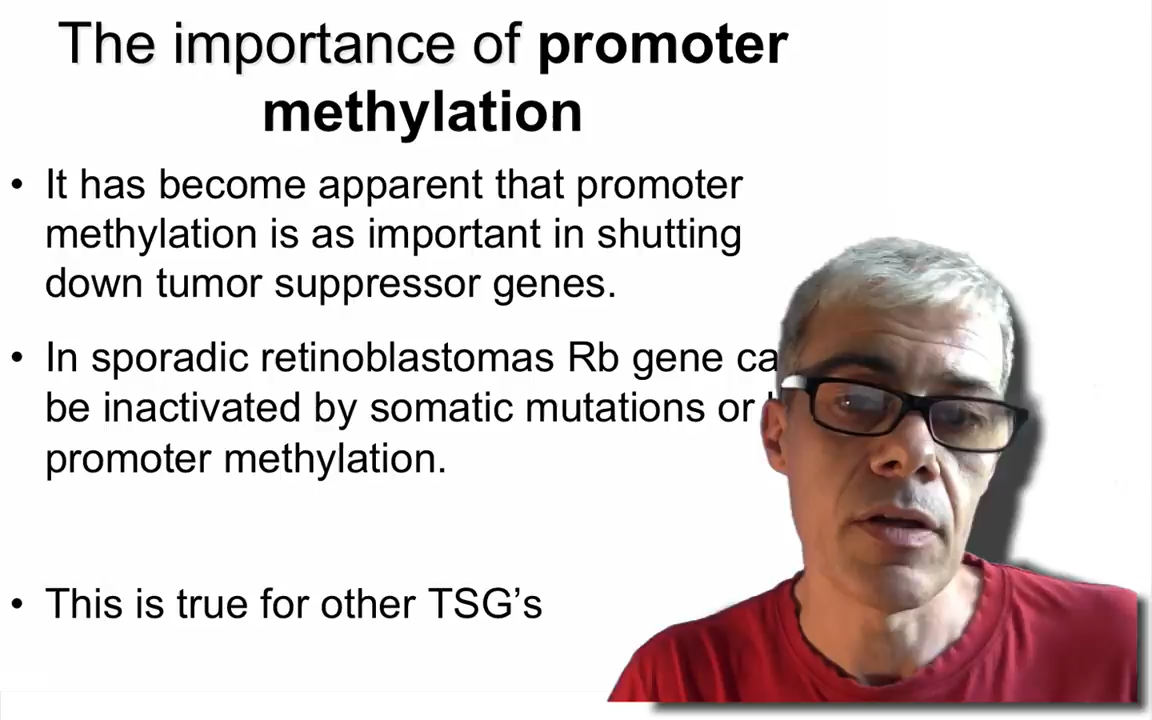 The importance of promoter
methylation
• It has become apparent that promoter
methylation is as important in shutting
down tumor suppressor genes.
• In sporadic retinoblastomas Rb gene
be inactivated by somatic mutations or
promoter methylation.
• This is true for other TSG’s